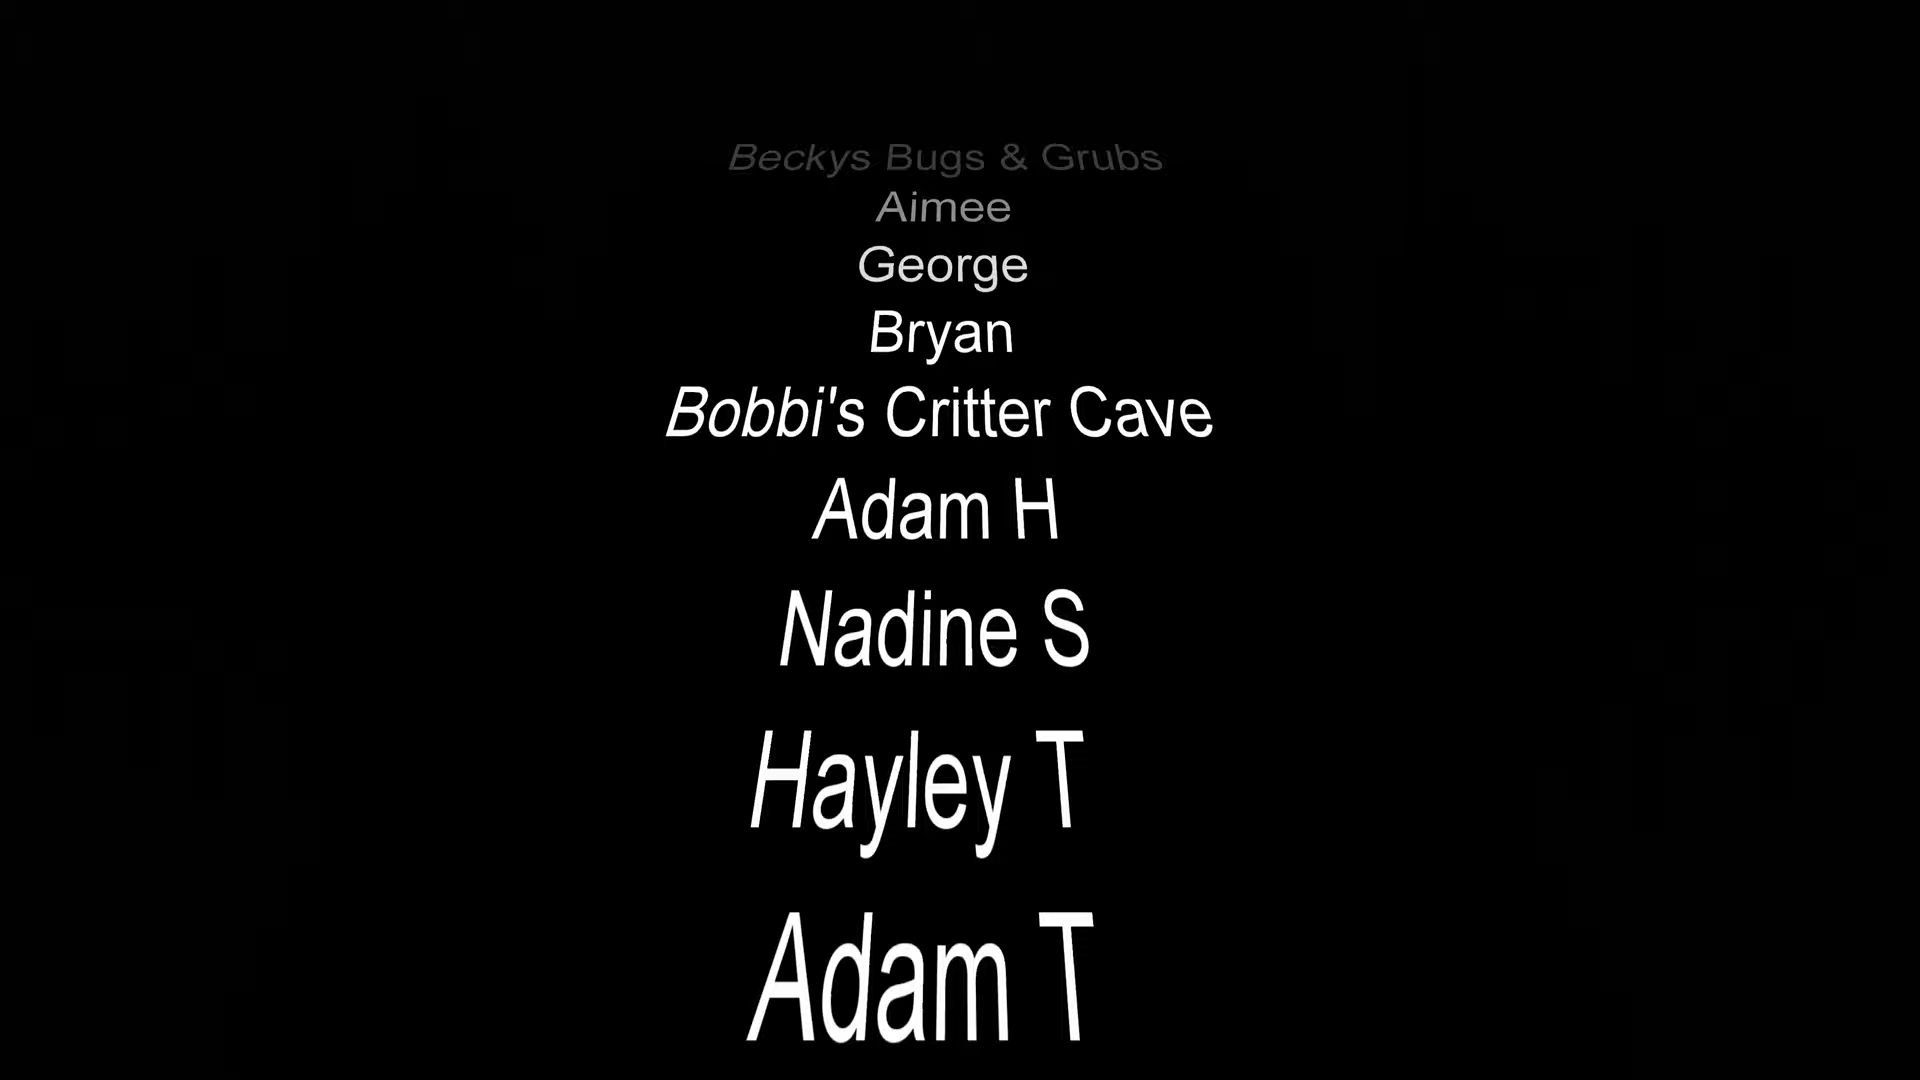 Beckys Bugs & Grubs
Aimee
George
Bryan
Bobbi's Critter Cave
Adam H
Nadine S
Hayley T
Adam T